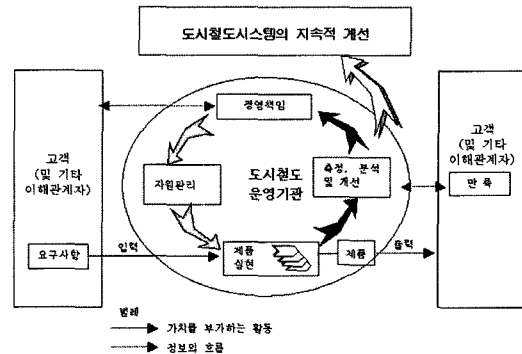 도시철도시스템의 지속적 개선
경영책임
고객
(및 기타
이해관계자)
요구사항
자원관리
도시철도
운영기관
측정, 분석
및 개선
고객
(및 기타
이해관계자)
만족
입력
제품
실현
제품
출력
범례
가치를 부가하는 활동
정보의 흐름